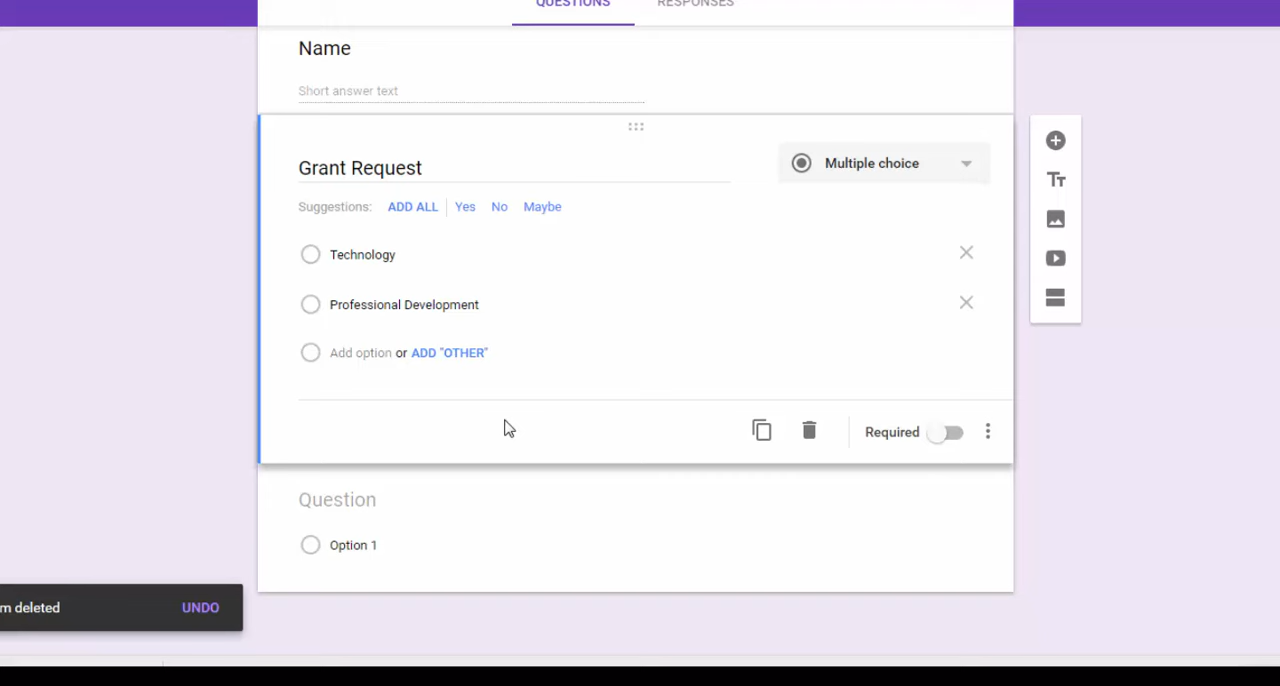 QUESTIONS RESPONSES
Name
Short answer text
Grant Request
Multiple choice
Suggestions: ADD ALL Yes No Maybe
Technology
Professional Development
Add option or ADD "OTHER"
Required
Question
Option 1
m deleted UNDO